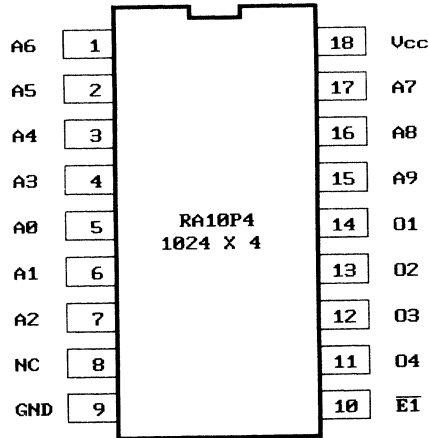 A6 1 18 Vcc
A5 2 17 A7
A4 3 16 A8
A3 4 15 A9
A0 5 14 O1
RA10P4
1024 X 4
A1 6 13 O2
A2 7 12 O3
NC 8 11 O4
GND 9 10 E̅1̅